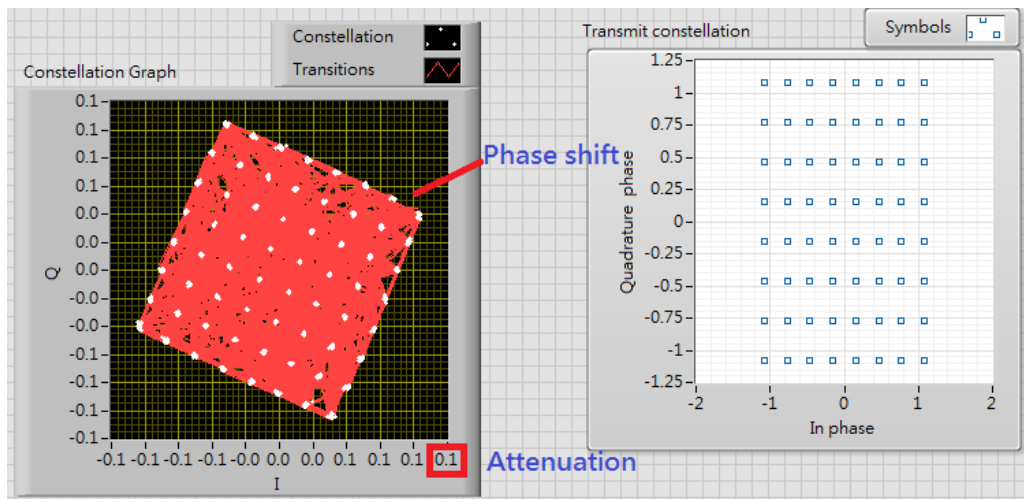 Constellation
Transitions
Constellation Graph
0.1
0.1
0.1
0.1
0.0
0.0
0.0
-0.0
-0.0
-0.1
-0.1
-0.1
-0.1
Q
-0.1 -0.1 -0.1 -0.1 -0.0 0.0 0.0 0.1 0.1 0.1 0.1
I
Phase shift
Attenuation
Transmit constellation
Symbols
1.25
1
0.75
0.5
0.25
0
-0.25
-0.5
-0.75
-1
-1.25
Quadrature phase
-2 -1 0 1 2
In phase